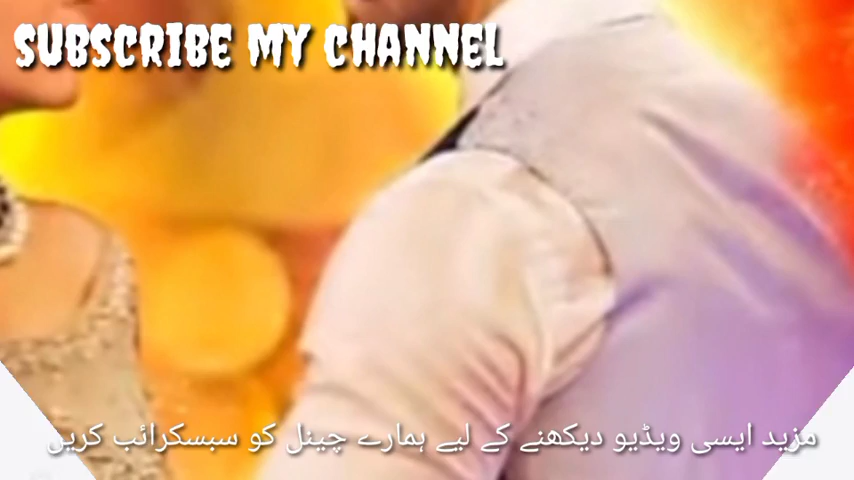 SUBSCRIBE MY CHANNEL
مزید ایسی ویڈیو دیکھنے کے لیے ہمارے چینل کو سبسکرائب کریں